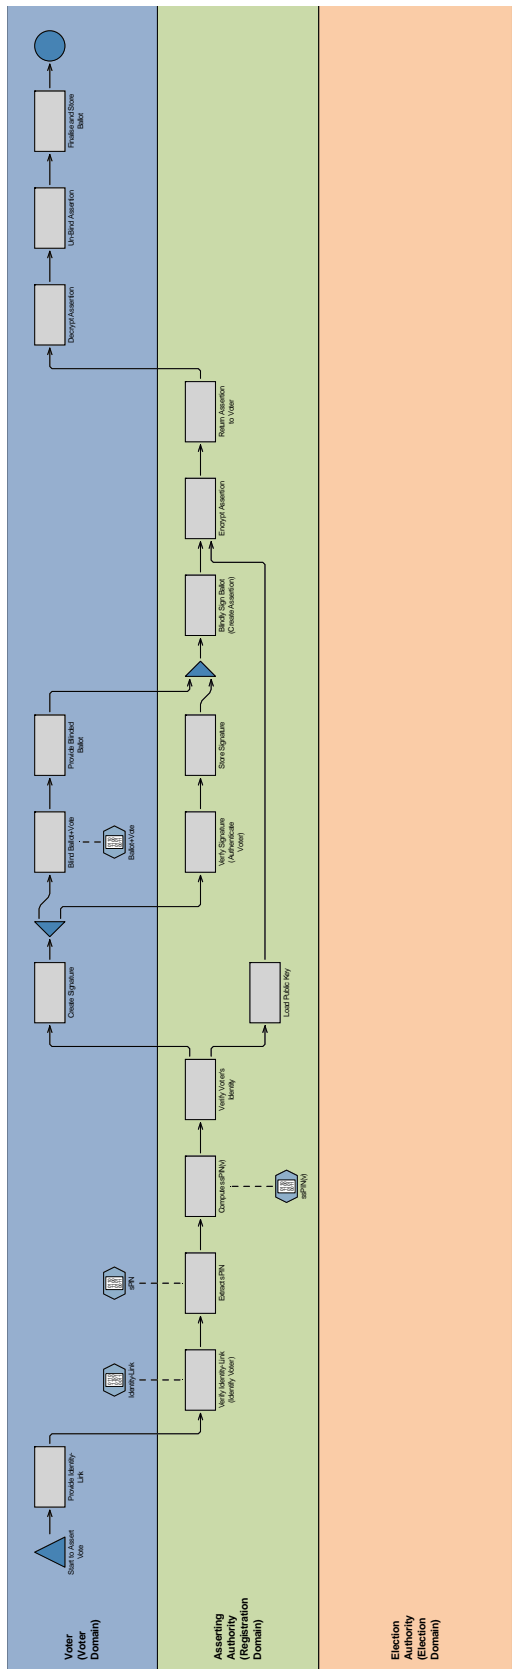 Voter
(Voter
Domain)
Start to Assert
Vote
Provide Identity-
Link
Create Signature
Blind Ballot+Vote
Ballot+Vote
Provide Blinded
Ballot
Decrypt Assertion
Un-Bind Assertion
Finalise and Store
Ballot
Identity-Link
sPIN
Asserting
Authority
(Registration
Domain)
Verify Identity-Link
(Identify Voter)
Extract sPIN
Compute ssPIN(v)
ssPIN(v)
Verify Voter's
Identity
Load Public Key
Verify Signature
(Authenticate
Voter)
Store Signature
Blindly Sign Ballot
(Create Assertion)
Encrypt Assertion
Return Assertion
to Voter
Election
Authority
(Election
Domain)